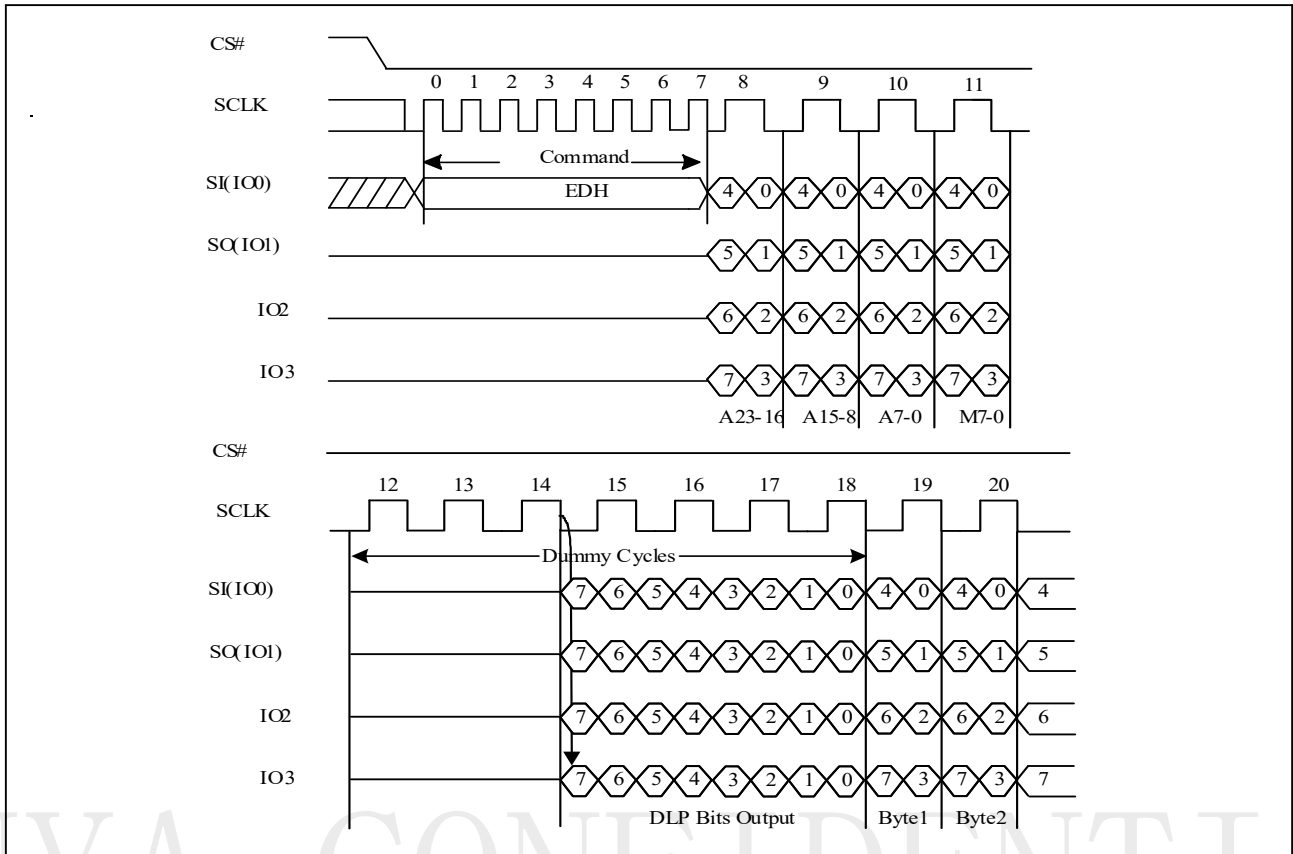 CS#
0 1 2 3 4 5 6 7 8 9 10 11
SCLK
Command
SI(IO0) EDH 4 0 4 0 4 0 4 0
SO(IO1) 5 1 5 1 5 1 5 1
IO2 6 2 6 2 6 2 6 2
IO3 7 3 7 3 7 3 7 3
A23-16 A15-8 A7-0 M7-0
CS#
12 13 14 15 16 17 18 19 20
SCLK
Dummy Cycles
SI(IO0) 7 6 5 4 3 2 1 0 4 0 4 0 4
SO(IO1) 7 6 5 4 3 2 1 0 5 1 5 1 5
IO2 7 6 5 4 3 2 1 0 6 2 6 2 6
IO3 7 6 5 4 3 2 1 0 7 3 7 3 7
DLP Bits Output Byte1 Byte2